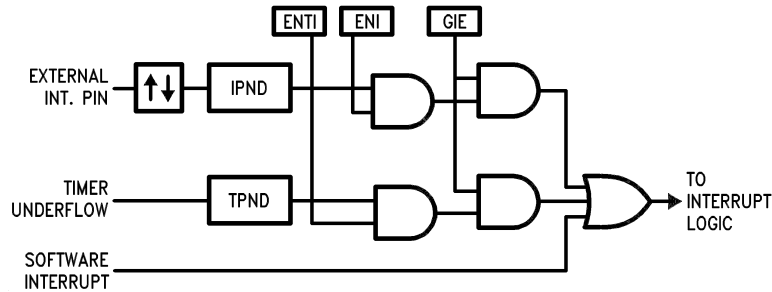 ENTI
ENI
GIE
EXTERNAL
INT. PIN
IPND
TIMER
UNDERFLOW
TPND
TO
INTERRUPT
LOGIC
SOFTWARE
INTERRUPT